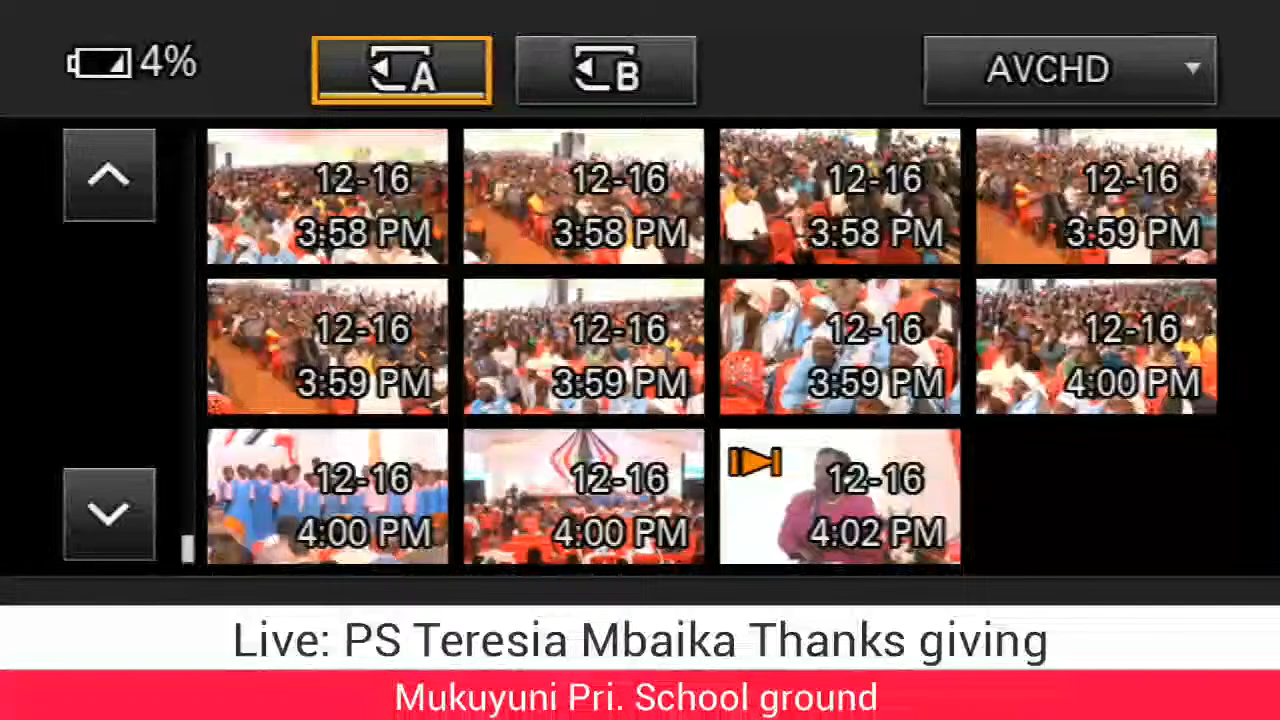 4%
A
B
AVCHD
12-16
3:58 PM
12-16
3:58 PM
12-16
3:58 PM
12-16
3:59 PM
12-16
3:59 PM
12-16
3:59 PM
12-16
3:59 PM
12-16
4:00 PM
12-16
4:00 PM
12-16
4:00 PM
12-16
4:02 PM
Live: PS Teresia Mbaika Thanks giving
Mukuyuni Pri. School ground